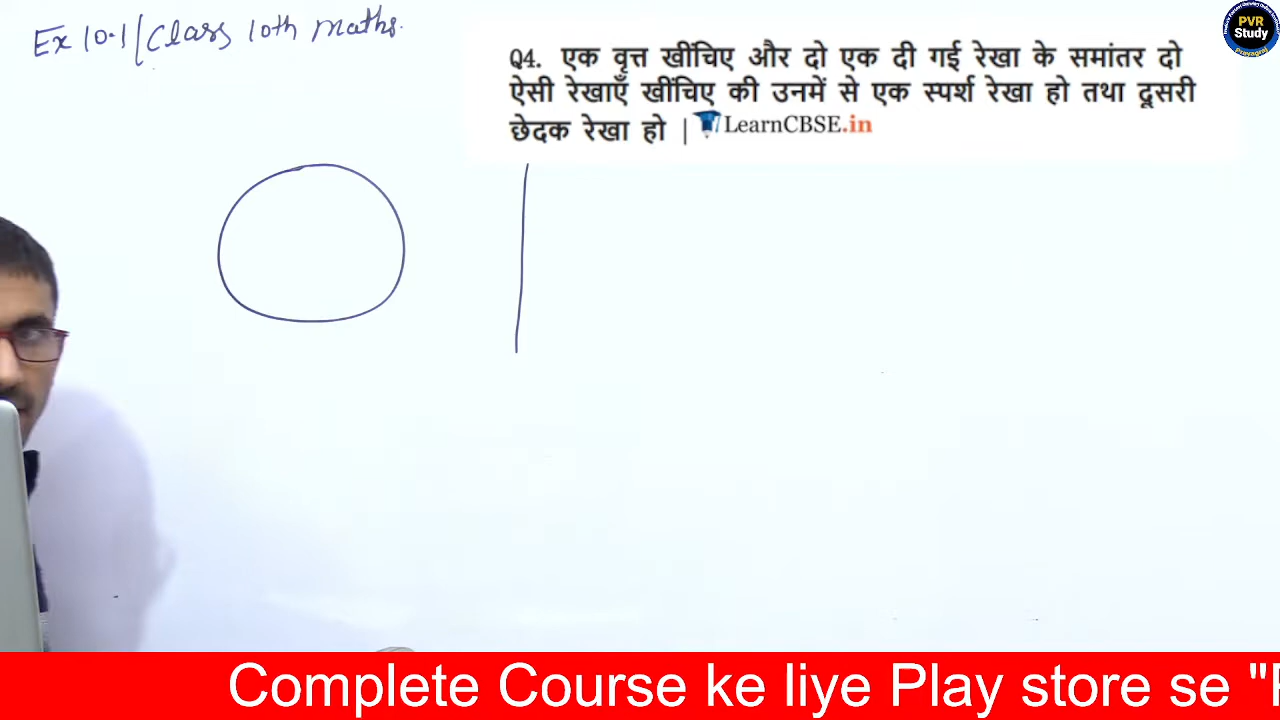 Ex 10.1 | Class 10th Maths.
PVR
Study
Prayagraj
Q4. एक वृत्त खींचिए और दो एक दी गई रेखा के समांतर दो
ऐसी रेखाएँ खींचिए की उनमें से एक स्पर्श रेखा हो तथा दूसरी
छेदक रेखा हो |
LearnCBSE.in
Complete Course ke liye Play store se "